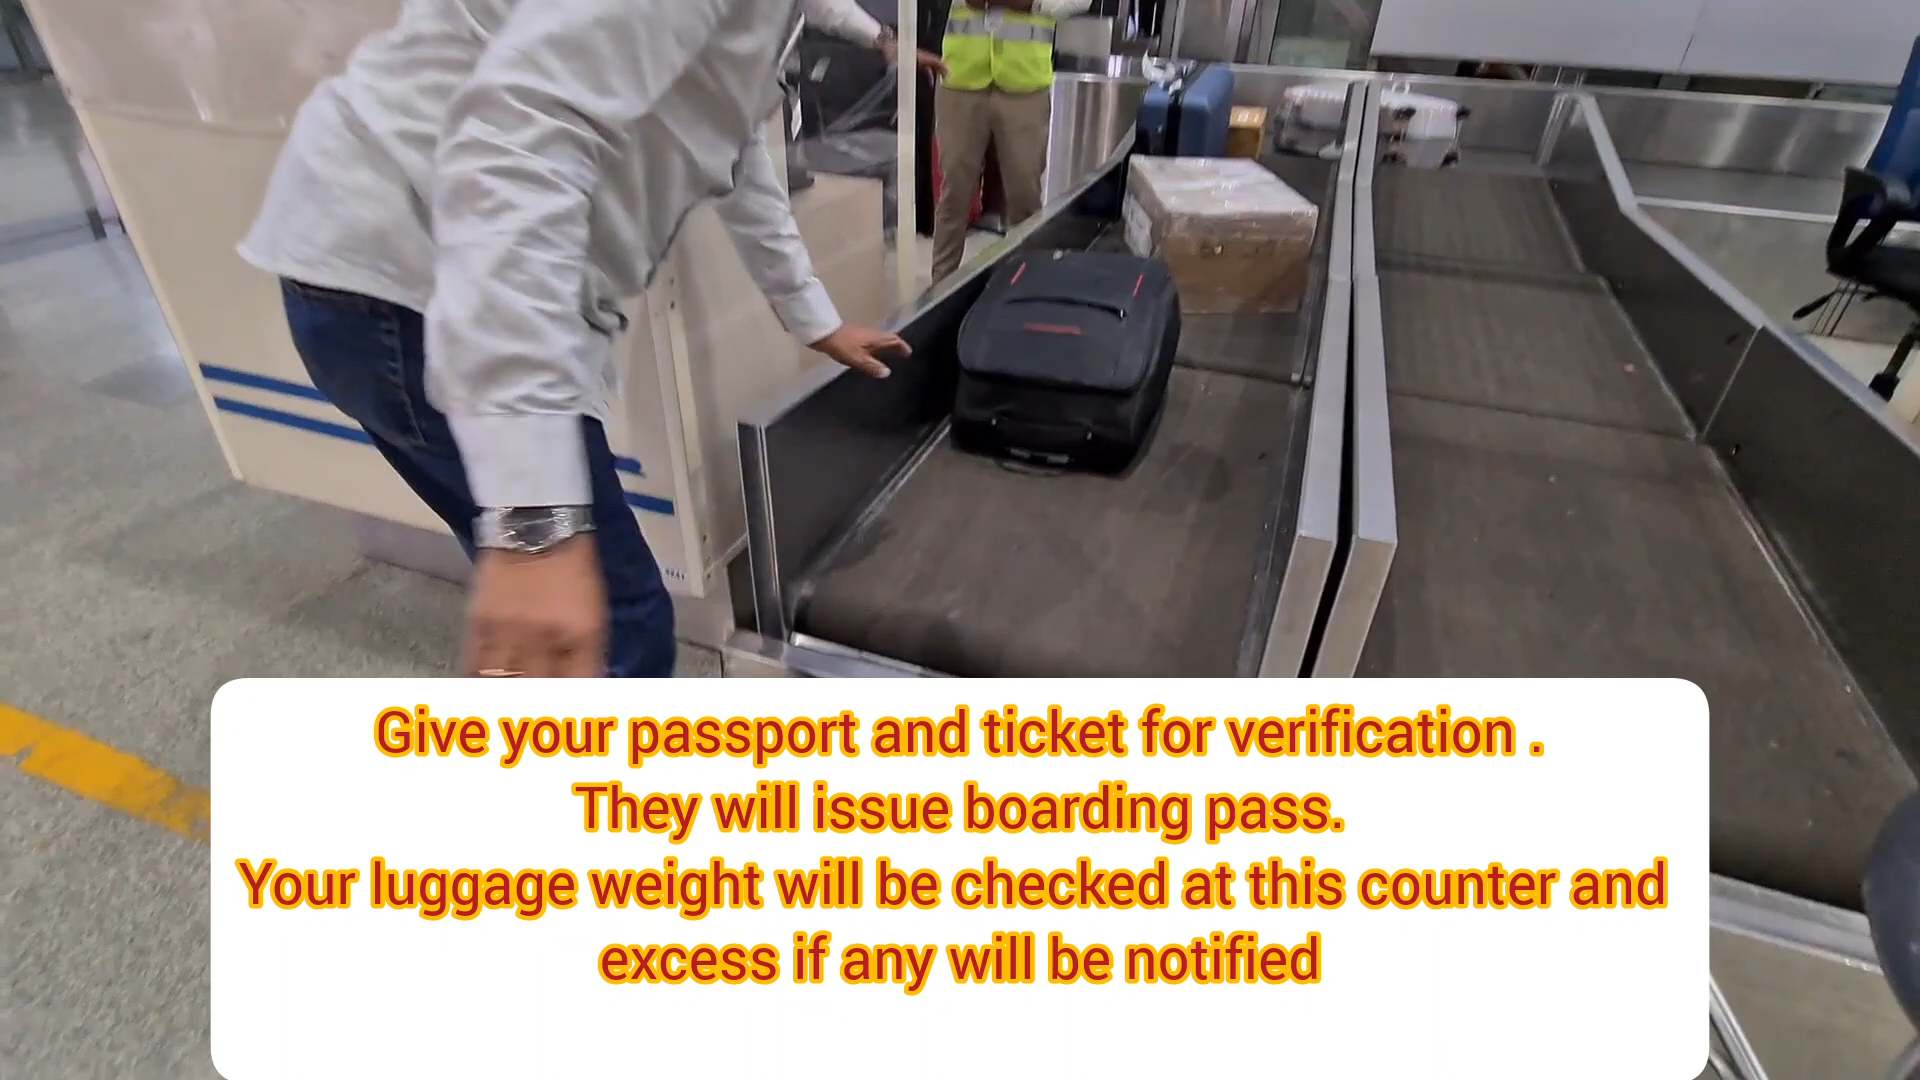 Give your passport and ticket for verification .
They will issue boarding pass.
Your luggage weight will be checked at this counter and
excess if any will be notified